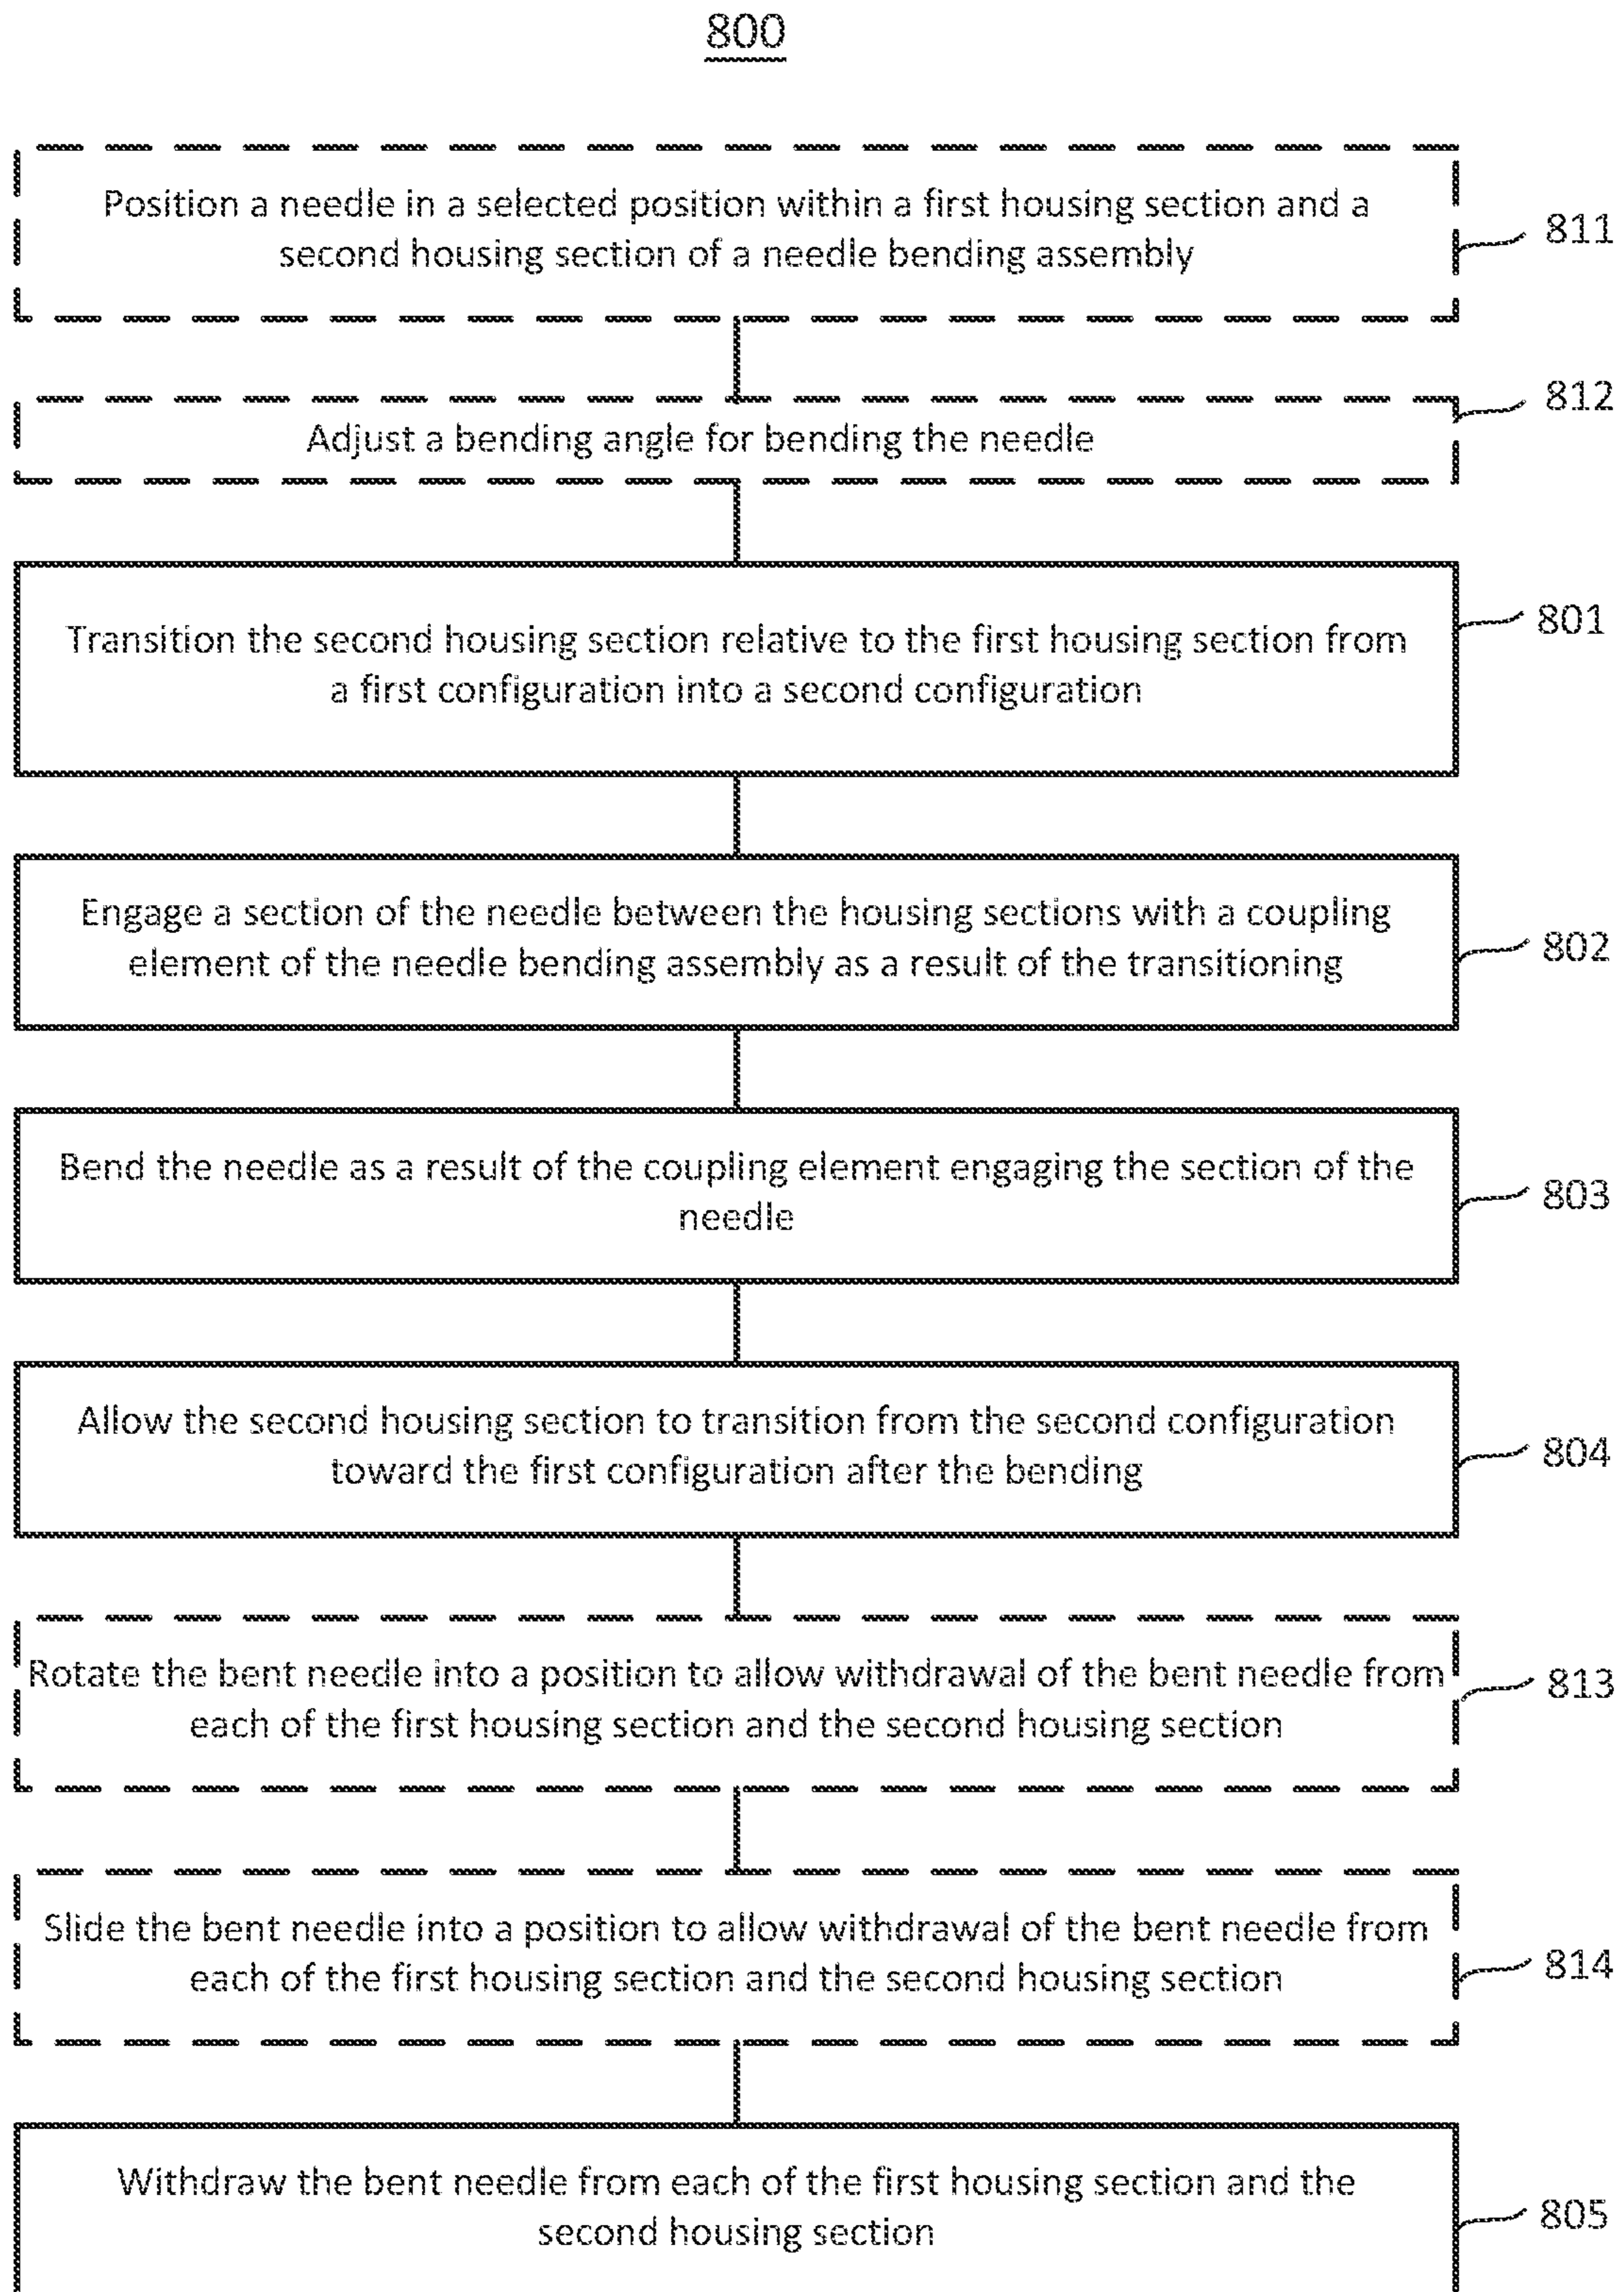 800
Position a needle in a selected position within a first housing section and a
second housing section of a needle bending assembly
811
812
Adjust a bending angle for bending the needle
801
Transition the second housing section relative to the first housing section from
a first configuration into a second configuration
Engage a section of the needle between the housing sections with a coupling
element of the needle bending assembly as a result of the transitioning
802
Bend the needle as a result of the coupling element engaging the section of the
needle
803
Allow the second housing section to transition from the second configuration
toward the first configuration after the bending
804
Rotate the bent needle into a position to allow withdrawal of the bent needle from
each of the first housing section and the second housing section
813
Slide the bent needle into a position to allow withdrawal of the bent needle from
each of the first housing section and the second housing section
814
Withdraw the bent needle from each of the first housing section and the
second housing section
805